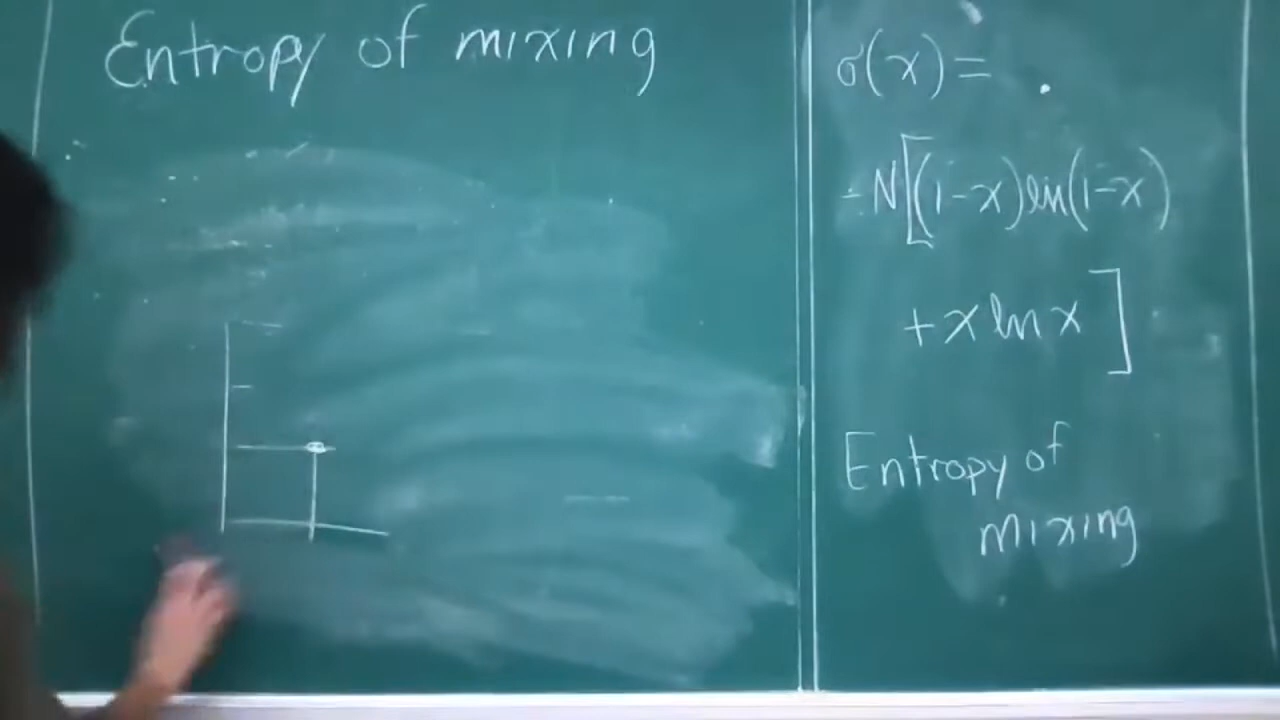 Entropy of mixing
σ(x) =
-N[(1-x)ln(1-x)
+ x ln x]
Entropy of
mixing